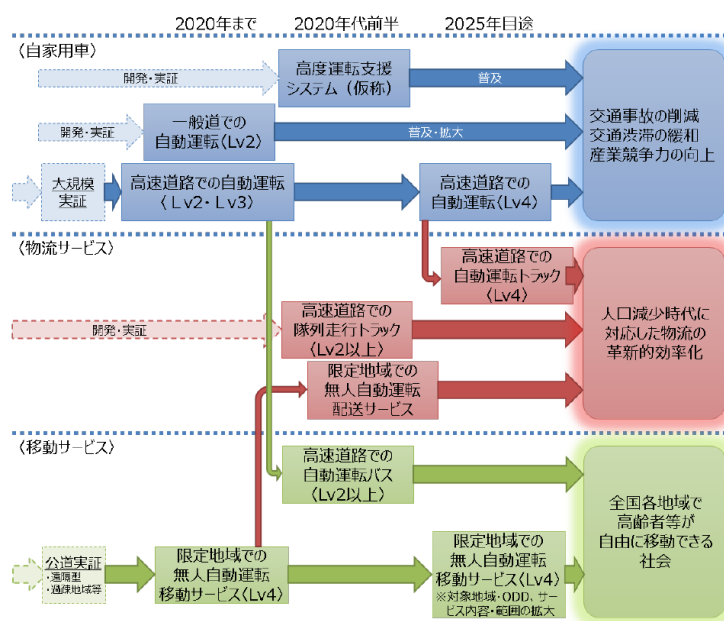 2020年まで 2020年代前半 2025年目途
〈自家用車〉
開発・実証
高度運転支援
システム（仮称）
普及
開発・実証
一般道での
自動運転〈Lv2〉
普及・拡大
交通事故の削減
交通渋滞の緩和
産業競争力の向上
大規模
実証
高速道路での自動運転
〈Ｌv2・Ｌv3〉
高速道路での
自動運転〈Lv4〉
〈物流サービス〉
高速道路での
自動運転トラック
〈Lv4〉
開発・実証
高速道路での
隊列走行トラック
〈Lv2以上〉
人口減少時代に
対応した物流の
革新的効率化
限定地域での
無人自動運転
配送サービス
〈移動サービス〉
高速道路での
自動運転バス
〈Lv2以上〉
全国各地域で
高齢者等が
自由に移動できる
社会
公道実証
・遠隔型
・過疎地域等
限定地域での
無人自動運転
移動サービス〈Lv4〉
限定地域での
無人自動運転
移動サービス〈Lv4〉
※対象地域・ODD、サー
ビス内容・範囲の拡大